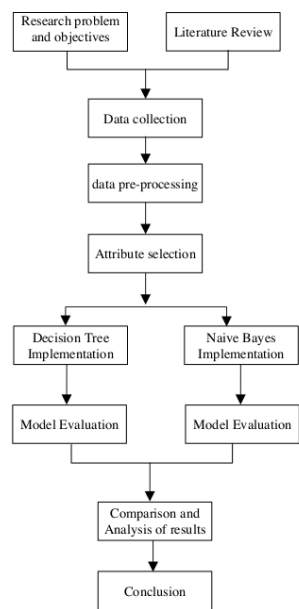 Research problem
and objectives
Literature Review
Data collection
data pre-processing
Attribute selection
Decision Tree
Implementation
Naive Bayes
Implementation
Model Evaluation
Model Evaluation
Comparison and
Analysis of results
Conclusion